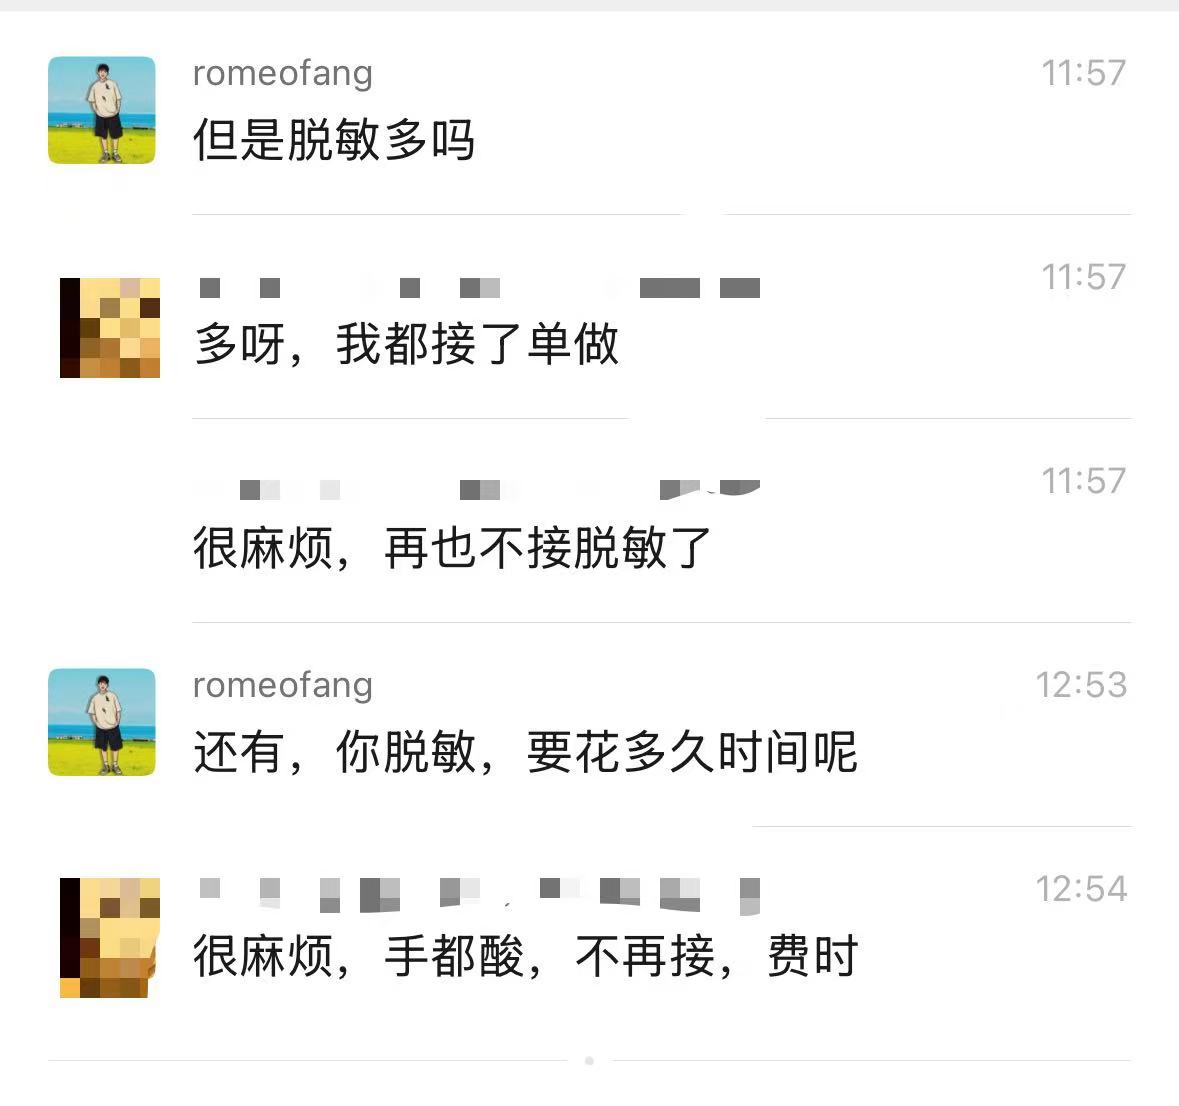 romeofang
11:57
但是脱敏多吗
11:57
多呀，我都接了单做
11:57
很麻烦，再也不接脱敏了
romeofang
12:53
还有，你脱敏，要花多久时间呢
12:54
很麻烦，手都酸，不再接，费时